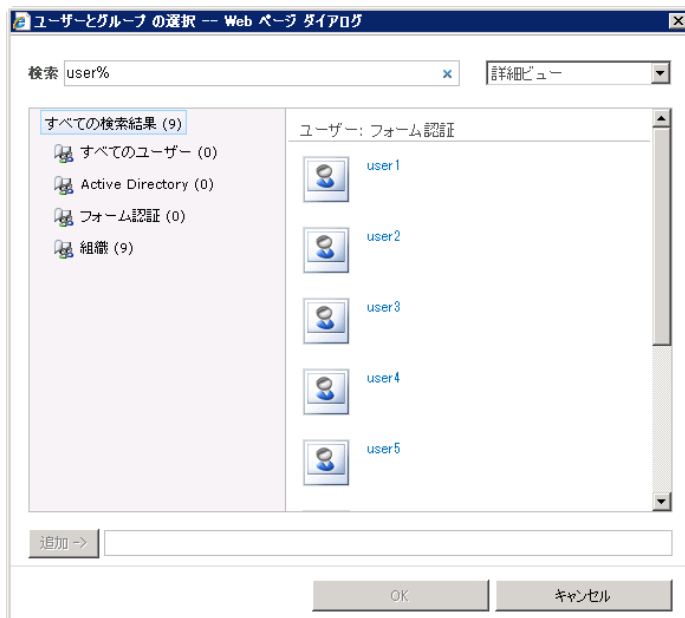 ユーザーとグループ の選択 -- Web ページ ダイアログ
検索 user% 詳細ビュー
すべての検索結果 (9)
すべてのユーザー (0)
Active Directory (0)
フォーム認証 (0)
組織 (9)
ユーザー: フォーム認証
user1
user2
user3
user4
user5
追加 ->
OK キャンセル